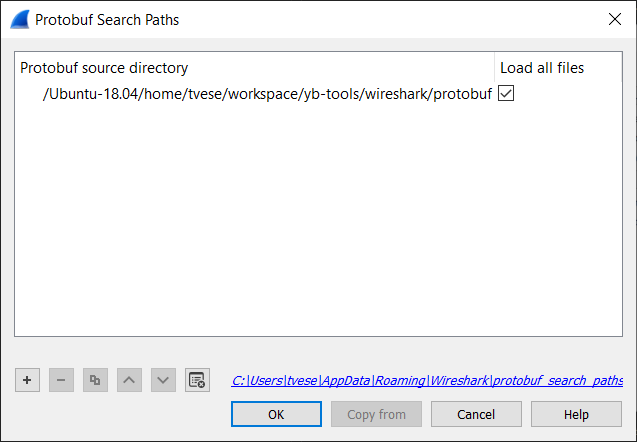 Protobuf Search Paths
Protobuf source directory Load all files
/Ubuntu-18.04/home/tvese/workspace/yb-tools/wireshark/protobuf
C:\Users\tvese\AppData\Roaming\Wireshark\protobuf_search_paths
OK Copy from Cancel Help